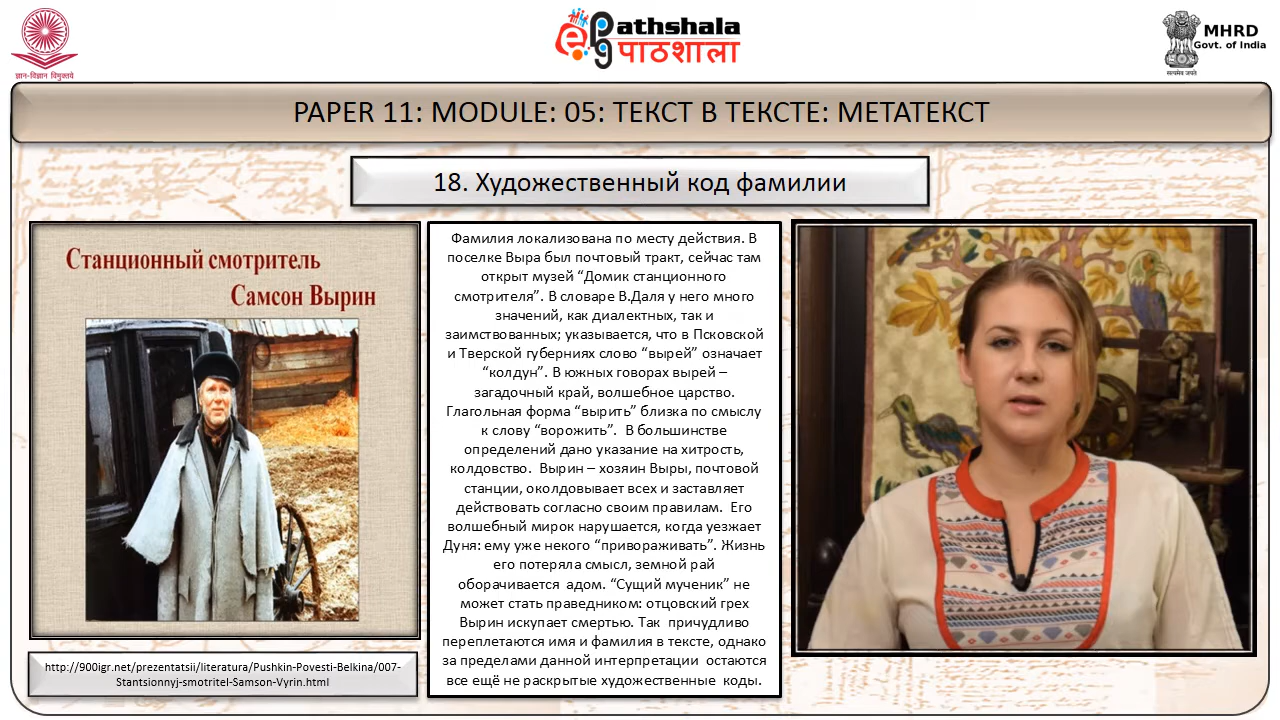 ज्ञान-विज्ञान विमुक्तये
ePathshala
पाठशाला
MHRD
Govt. of India
सत्यमेव जयते
PAPER 11: MODULE: 05: ТЕКСТ В ТЕКСТЕ: МЕТАТЕКСТ
18. Художественный код фамилии
Станционный смотритель
Самсон Вырин
http://900igr.net/prezentatsii/literatura/Pushkin-Povesti-Belkina/007-
Stantsionnyj-smotritel-Samson-Vyrin.html
Фамилия локализована по месту действия. В
поселке Выра был почтовый тракт, сейчас там
открыт музей “Домик станционного
смотрителя”. В словаре В.Даля у него много
значений, как диалектных, так и
заимствованных; указывается, что в Псковской
и Тверской губерниях слово “вырей” означает
“колдун”. В южных говорах вырей –
загадочный край, волшебное царство.
Глагольная форма “вырить” близка по смыслу
к слову “ворожить”. В большинстве
определений дано указание на хитрость,
колдовство. Вырин – хозяин Выры, почтовой
станции, околдовывает всех и заставляет
действовать согласно своим правилам. Его
волшебный мирок нарушается, когда уезжает
Дуня: ему уже некого “привораживать”. Жизнь
его потеряла смысл, земной рай
оборачивается адом. “Сущий мученик” не
может стать праведником: отцовский грех
Вырин искупает смертью. Так причудливо
переплетаются имя и фамилия в тексте, однако
за пределами данной интерпретации остаются
все ещё не раскрытые художественные коды.